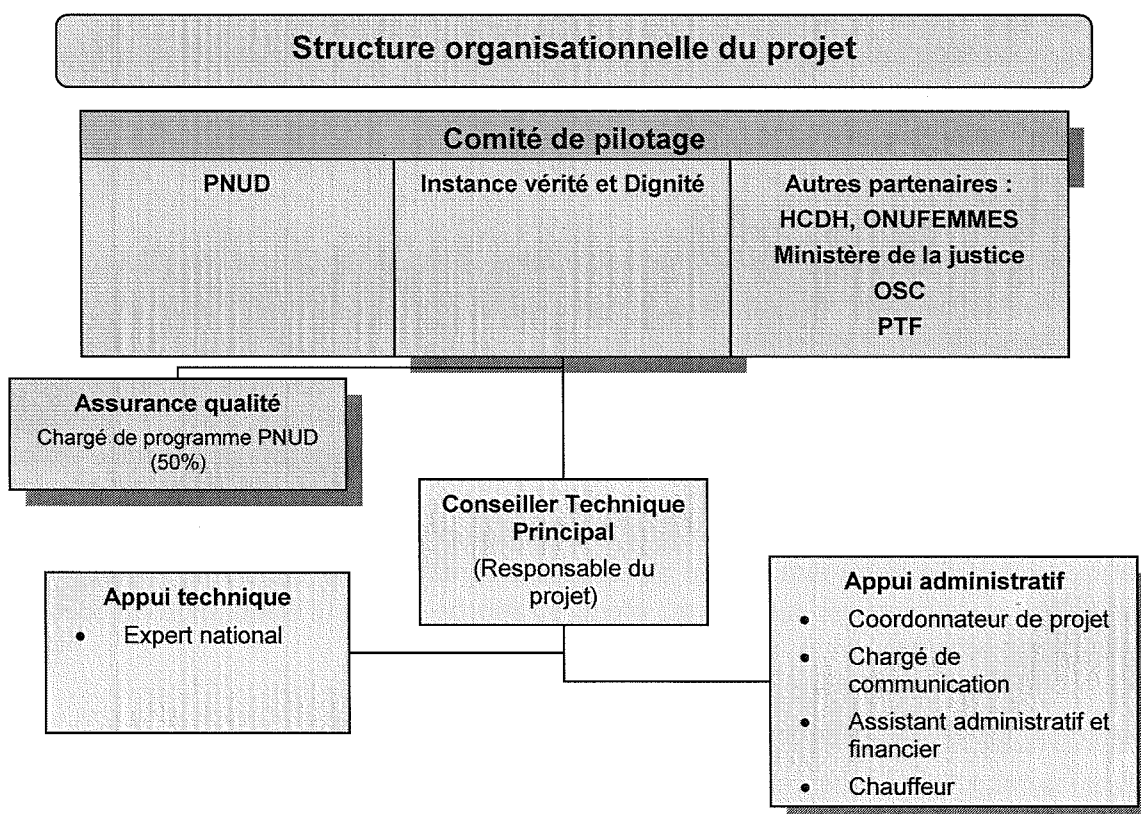 Structure organisationnelle du projet
Comité de pilotage
PNUD
Instance vérité et Dignité
Autres partenaires :
HCDH, ONUFEMMES
Ministère de la justice
OSC
PTF
Assurance qualité
Chargé de programme PNUD
(50%)
Conseiller Technique
Principal
(Responsable du
projet)
Appui technique
• Expert national
Appui administratif
• Coordonnateur de projet
• Chargé de
communication
• Assistant administratif et
financier
• Chauffeur